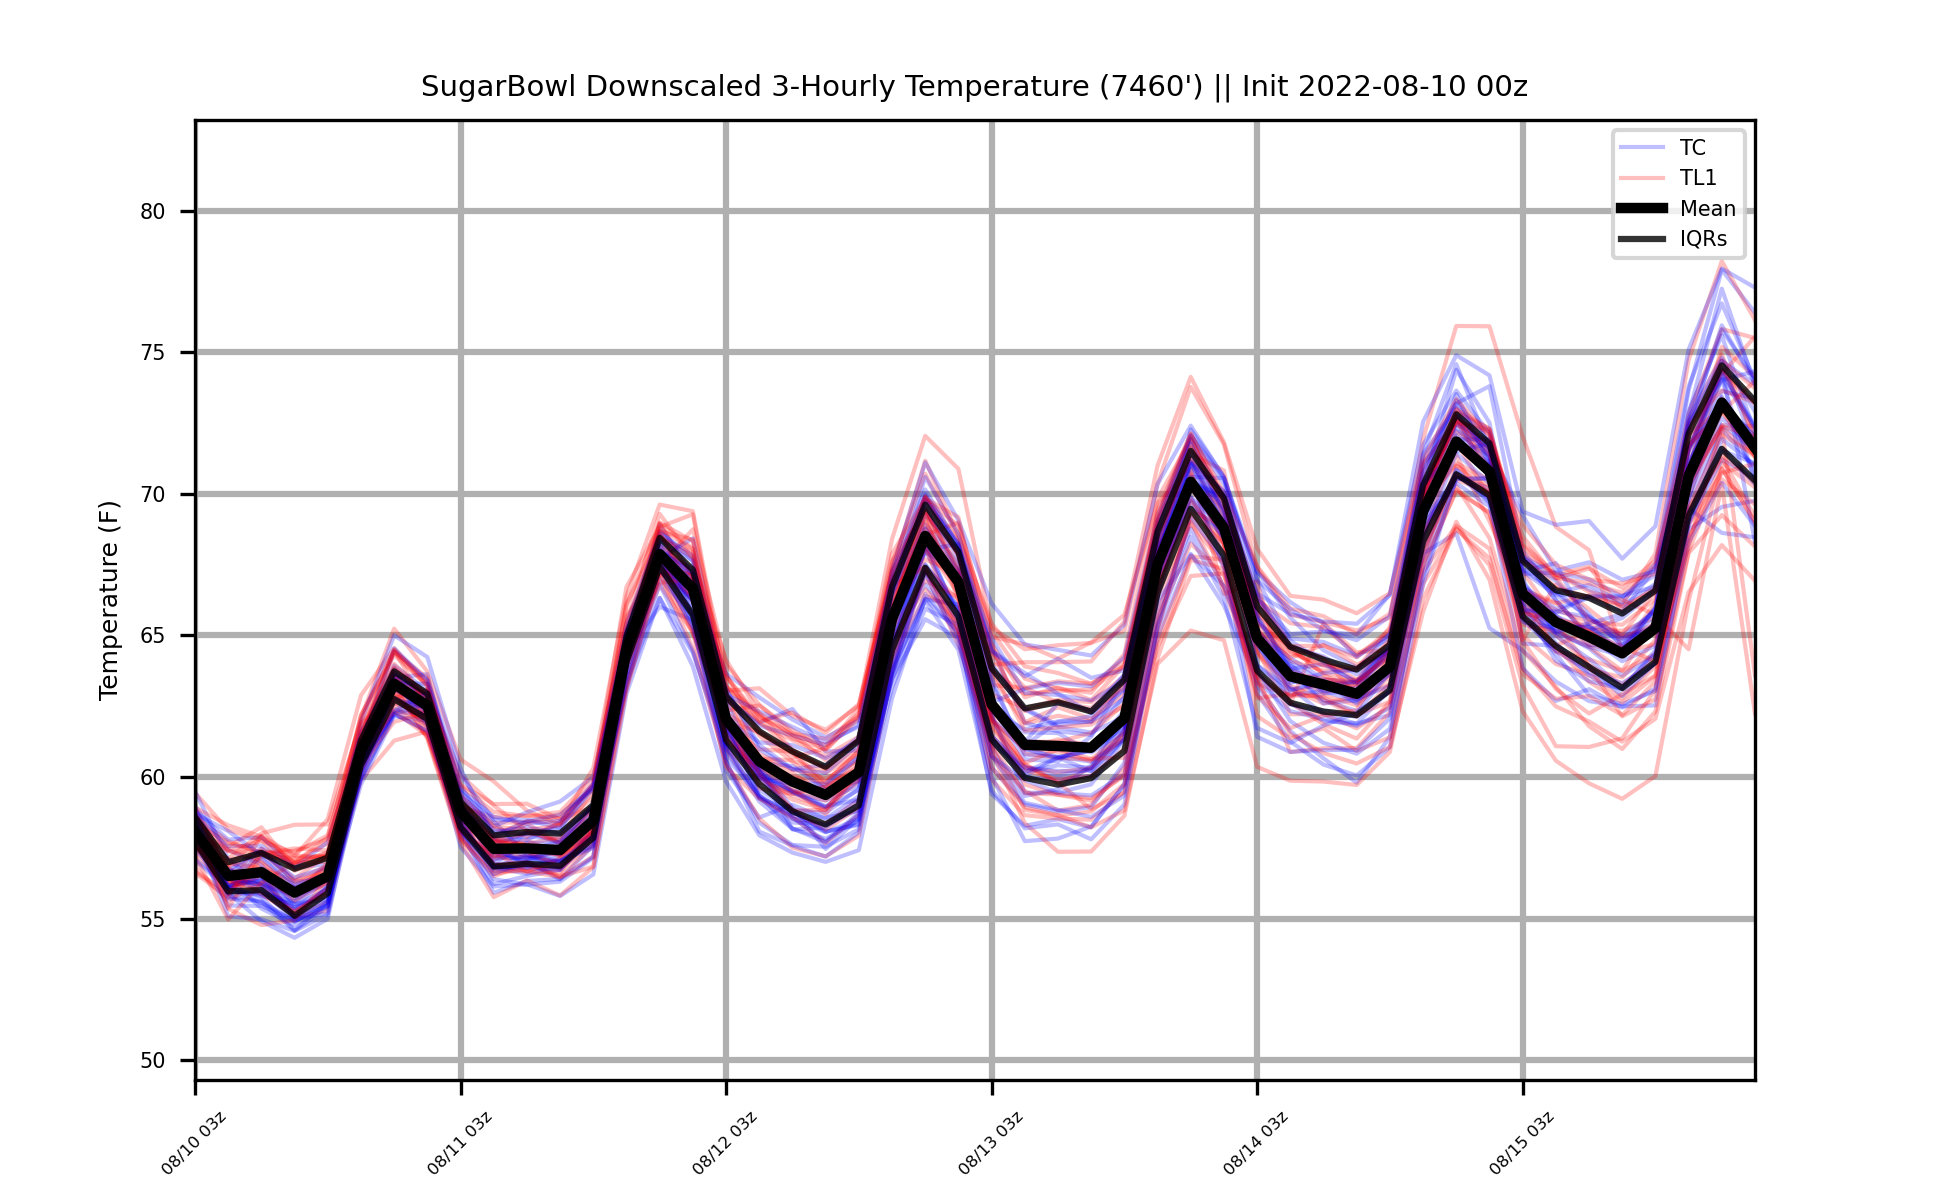 SugarBowl Downscaled 3-Hourly Temperature (7460') || Init 2022-08-10 00z
TC
TL1
Mean
IQRs
Temperature (F)
80
75
70
65
60
55
50
08/10 03z
08/11 03z
08/12 03z
08/13 03z
08/14 03z
08/15 03z